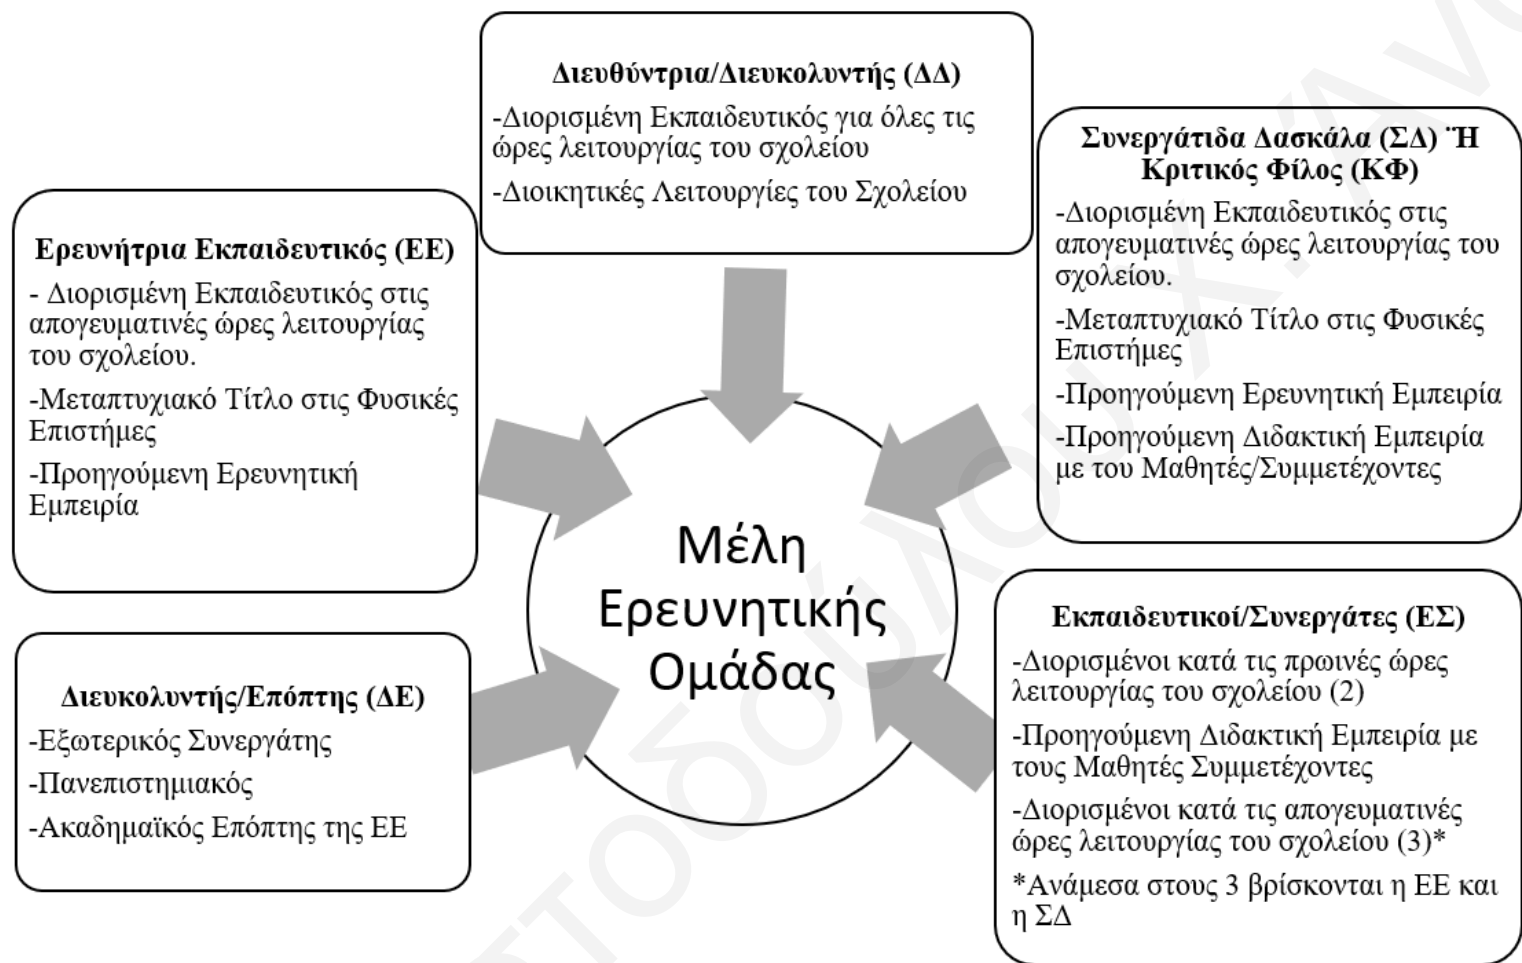 Διευθύντρια/Διευκολυντής (ΔΔ)
-Διορισμένη Εκπαιδευτικός για όλες τις
ώρες λειτουργίας του σχολείου
-Διοικητικές Λειτουργίες του Σχολείου
Συνεργάτιδα Δασκάλα (ΣΔ) ¨Η
Κριτικός Φίλος (ΚΦ)
-Διορισμένη Εκπαιδευτικός στις
απογευματινές ώρες λειτουργίας του
σχολείου.
-Μεταπτυχιακό Τίτλο στις Φυσικές
Επιστήμες
-Προηγούμενη Ερευνητική Εμπειρία
-Προηγούμενη Διδακτική Εμπειρία
με του Μαθητές/Συμμετέχοντες
Ερευνήτρια Εκπαιδευτικός (ΕΕ)
- Διορισμένη Εκπαιδευτικός στις
απογευματινές ώρες λειτουργίας
του σχολείου.
-Μεταπτυχιακό Τίτλο στις Φυσικές
Επιστήμες
-Προηγούμενη Ερευνητική
Εμπειρία
Μέλη
Ερευνητικής
Ομάδας
Διευκολυντής/Επόπτης (ΔΕ)
-Εξωτερικός Συνεργάτης
-Πανεπιστημιακός
-Ακαδημαϊκός Επόπτης της ΕΕ
Εκπαιδευτικοί/Συνεργάτες (ΕΣ)
-Διορισμένοι κατά τις πρωινές ώρες
λειτουργίας του σχολείου (2)
-Προηγούμενη Διδακτική Εμπειρία με
τους Μαθητές Συμμετέχοντες
-Διορισμένοι κατά τις απογευματινές
ώρες λειτουργίας του σχολείου (3)*
*Ανάμεσα στους 3 βρίσκονται η ΕΕ και
η ΣΔ